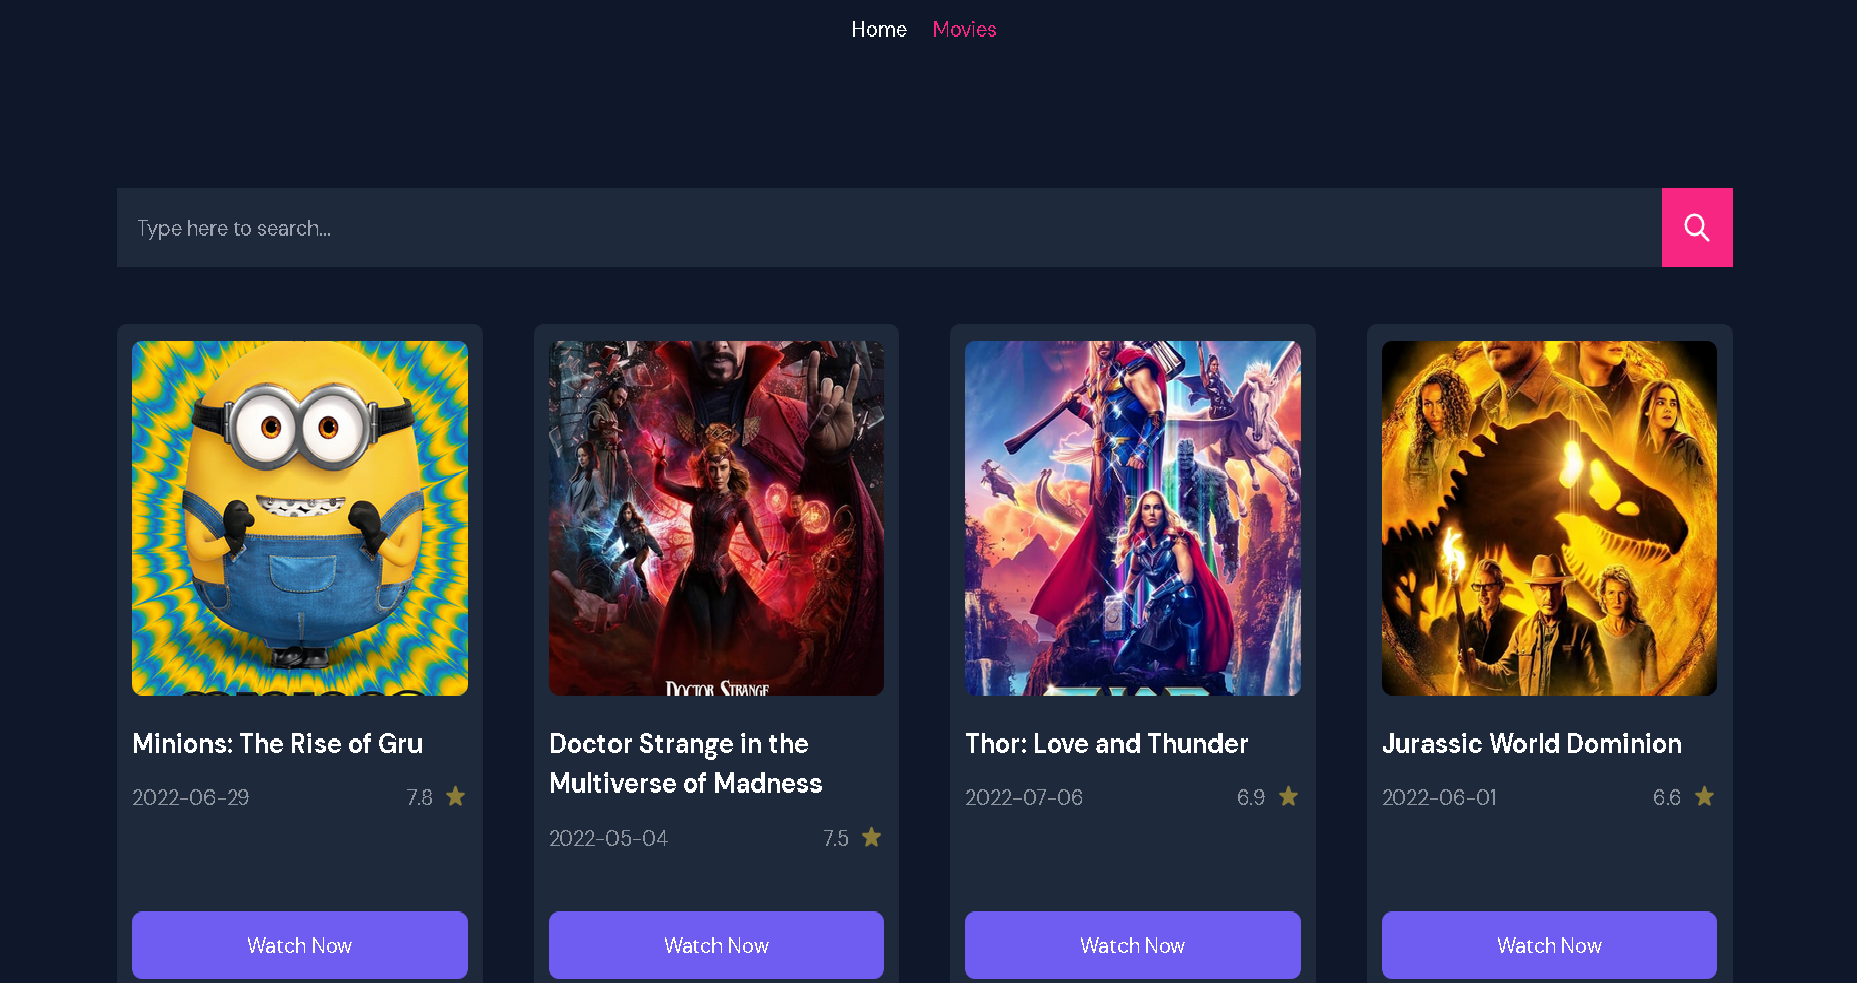 Home Movies
Type here to search...
DOCTOR STRANGE
Minions: The Rise of Gru
2022-06-29 7.8
Doctor Strange in the
Multiverse of Madness
2022-05-04 7.5
Thor: Love and Thunder
2022-07-06 6.9
Jurassic World Dominion
2022-06-01 6.6
Watch Now
Watch Now
Watch Now
Watch Now